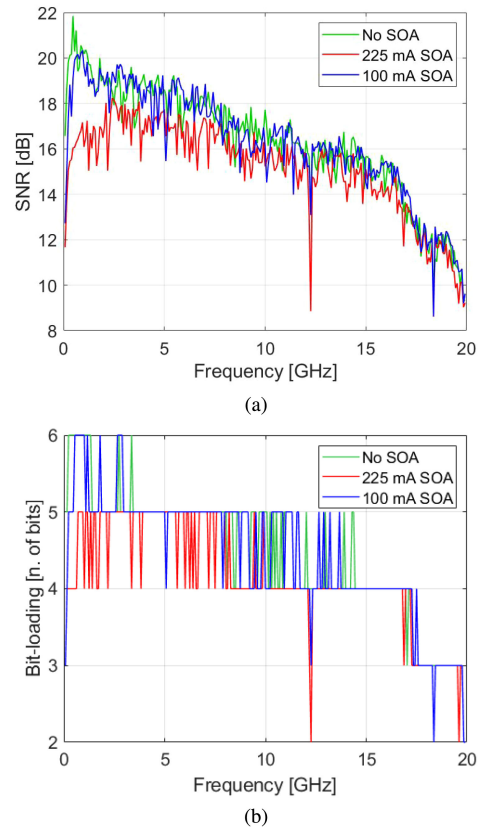 22
20
18
16
14
12
10
8
SNR [dB]
No SOA
225 mA SOA
100 mA SOA
0
5
10
15
20
Frequency [GHz]
(a)
6
5
4
3
2
Bit-loading [n. of bits]
No SOA
225 mA SOA
100 mA SOA
0
5
10
15
20
Frequency [GHz]
(b)